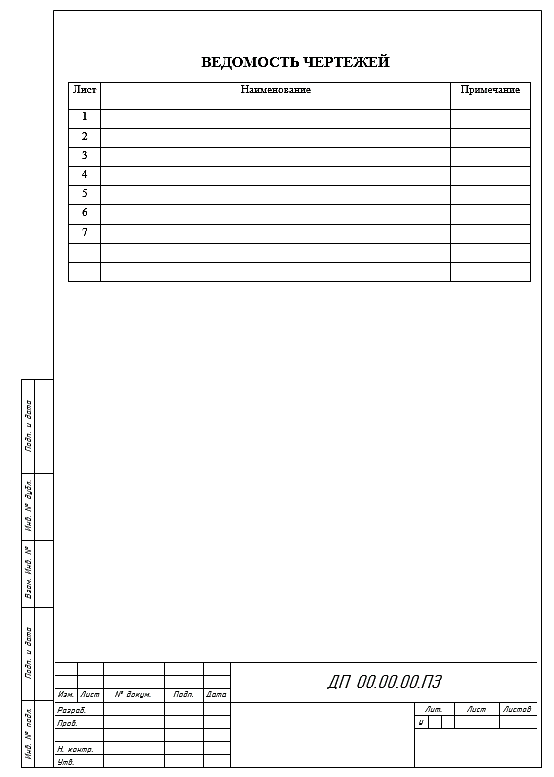 ВЕДОМОСТЬ ЧЕРТЕЖЕЙ
Лист Наименование Примечание
1
2
3
4
5
6
7
Подп. и дата
Инв. № дубл.
Взам. Инв. №
Подп. и дата
Инв. № подл.
ДП 00.00.00.ПЗ
Изм. Лист № докум. Подп. Дата
Разраб.
Пров.
Н. контр.
Утв.
Лит. Лист Листов
и